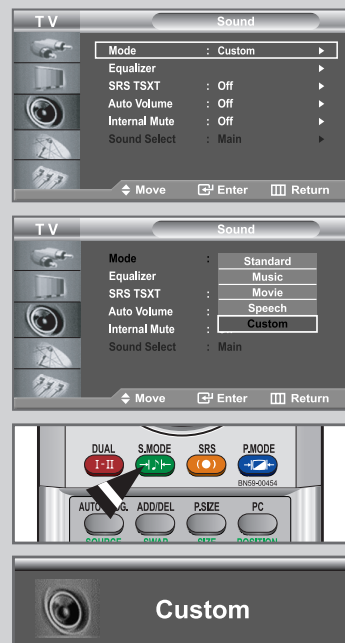 TV Sound
Mode : Custom
Equalizer
SRS TSXT : Off
Auto Volume : Off
Internal Mute : Off
Sound Select : Main
Move Enter Return
TV Sound
Mode :
Standard
Equalizer
Music
SRS TSXT :
Movie
Auto Volume :
Speech
Internal Mute :
Custom
Sound Select : Main
Move Enter Return
DUAL S.MODE SRS P.MODE
I-II
BN59-00454
AUTO G. ADD/DEL P.SIZE PC
SOURCE SWAP SIZE POSITION
Custom